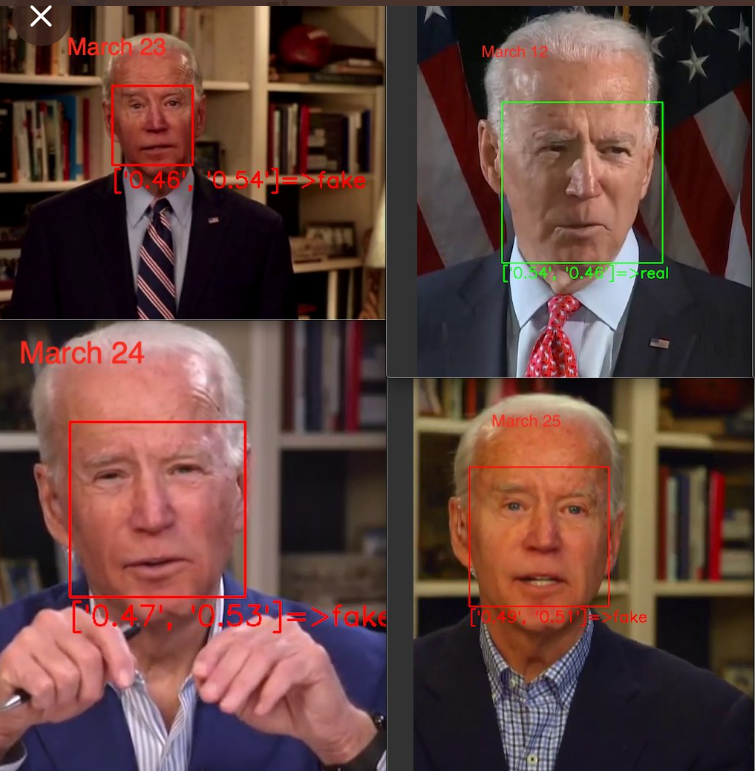 March 23
['0.46', '0.54']=>fake
March 12
['0.54', '0.46']=>real
March 24
['0.47', '0.53']=>fake
March 25
['0.49', '0.51']=>fake